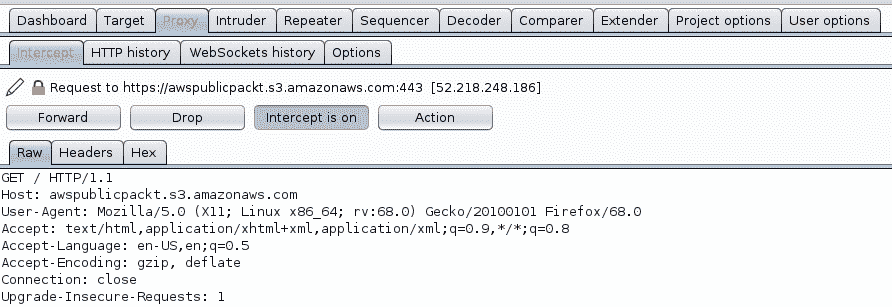 Dashboard Target Proxy Intruder Repeater Sequencer Decoder Comparer Extender Project options User options
Intercept HTTP history WebSockets history Options
Request to https://awspublicpackt.s3.amazonaws.com:443 [52.218.248.186]
Forward Drop Intercept is on Action
Raw Headers Hex
GET / HTTP/1.1
Host: awspublicpackt.s3.amazonaws.com
User-Agent: Mozilla/5.0 (X11; Linux x86_64; rv:68.0) Gecko/20100101 Firefox/68.0
Accept: text/html,application/xhtml+xml,application/xml;q=0.9,*/*;q=0.8
Accept-Language: en-US,en;q=0.5
Accept-Encoding: gzip, deflate
Connection: close
Upgrade-Insecure-Requests: 1